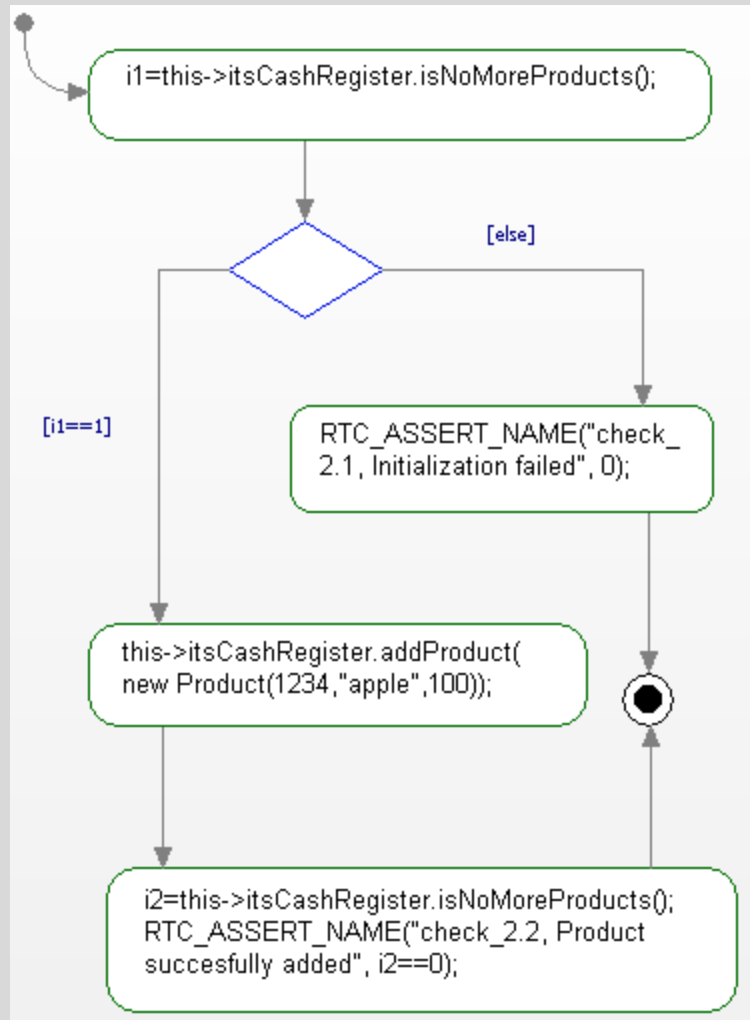 i1=this->itsCashRegister.isNoMoreProducts();
[else]
[i1==1]
RTC_ASSERT_NAME("check_
2.1, Initialization failed", 0);
this->itsCashRegister.addProduct(
new Product(1234,"apple",100));
i2=this->itsCashRegister.isNoMoreProducts();
RTC_ASSERT_NAME("check_2.2, Product
succesfully added", i2==0);